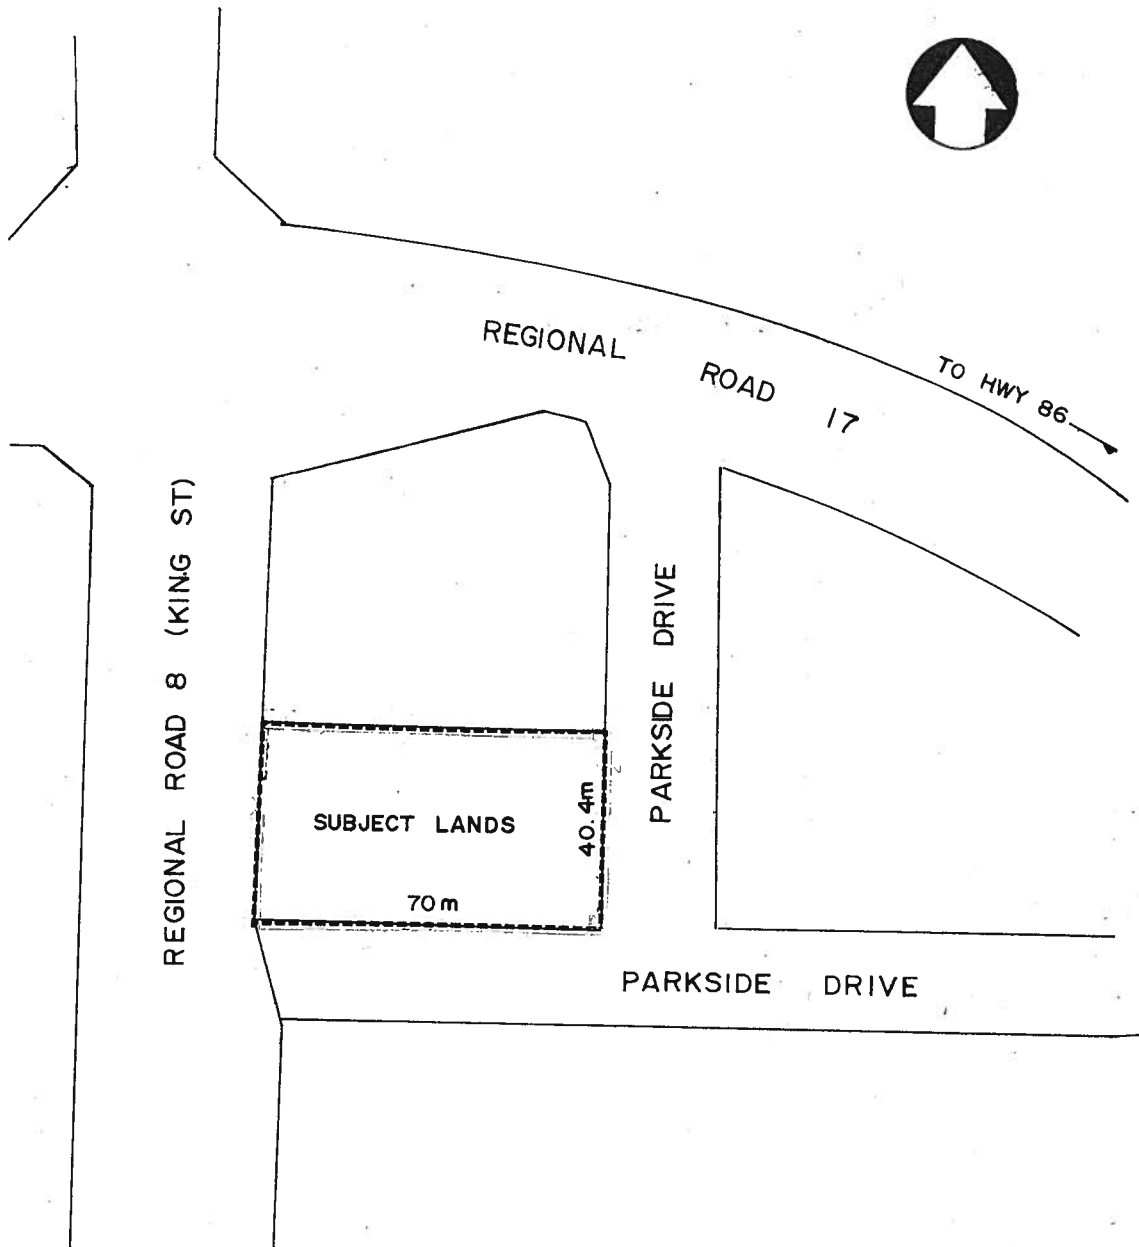 REGIONAL ROAD 17
TO HWY 86
REGIONAL ROAD 8 (KING ST)
PARKSIDE DRIVE
SUBJECT LANDS
40.4m
70m
PARKSIDE DRIVE